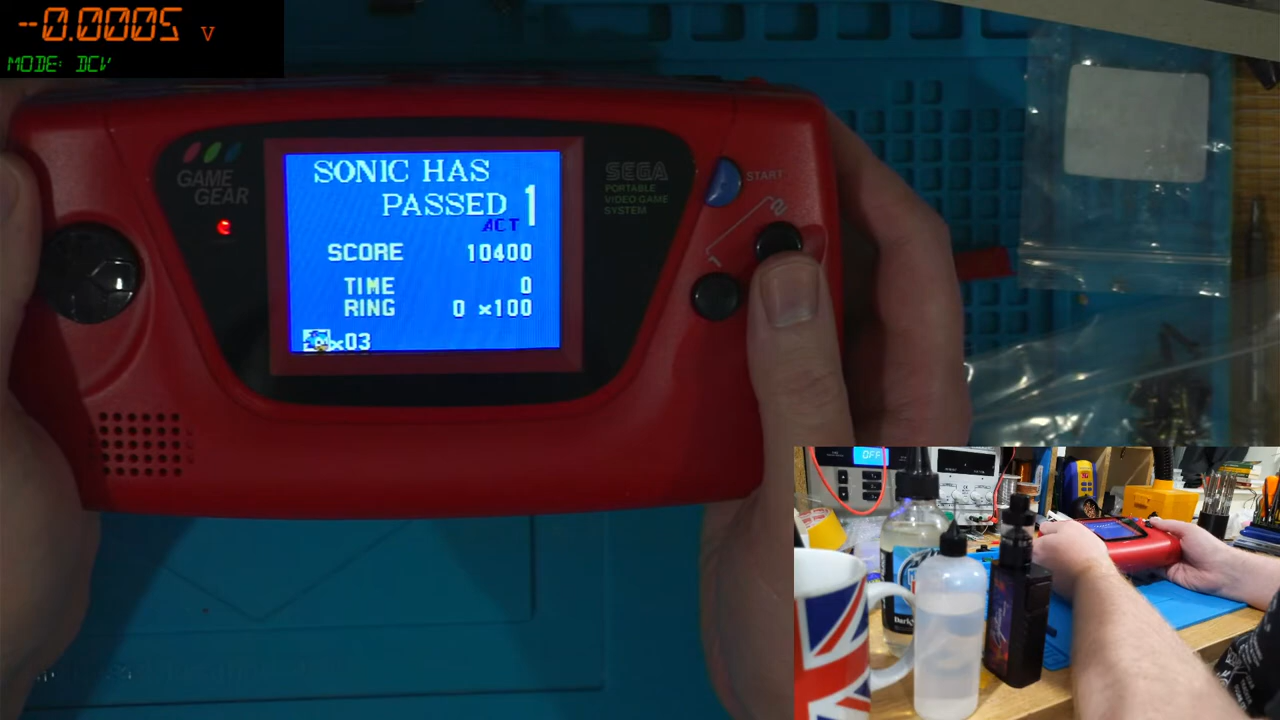 -0.0005 V
MODE: DCV
GAME
GEAR
SONIC HAS
PASSED 1
ACT
SCORE 10400
TIME 0
RING 0 ×100
×03
SEGA
PORTABLE
VIDEO GAME
SYSTEM
START
2
1
OFF
Dark